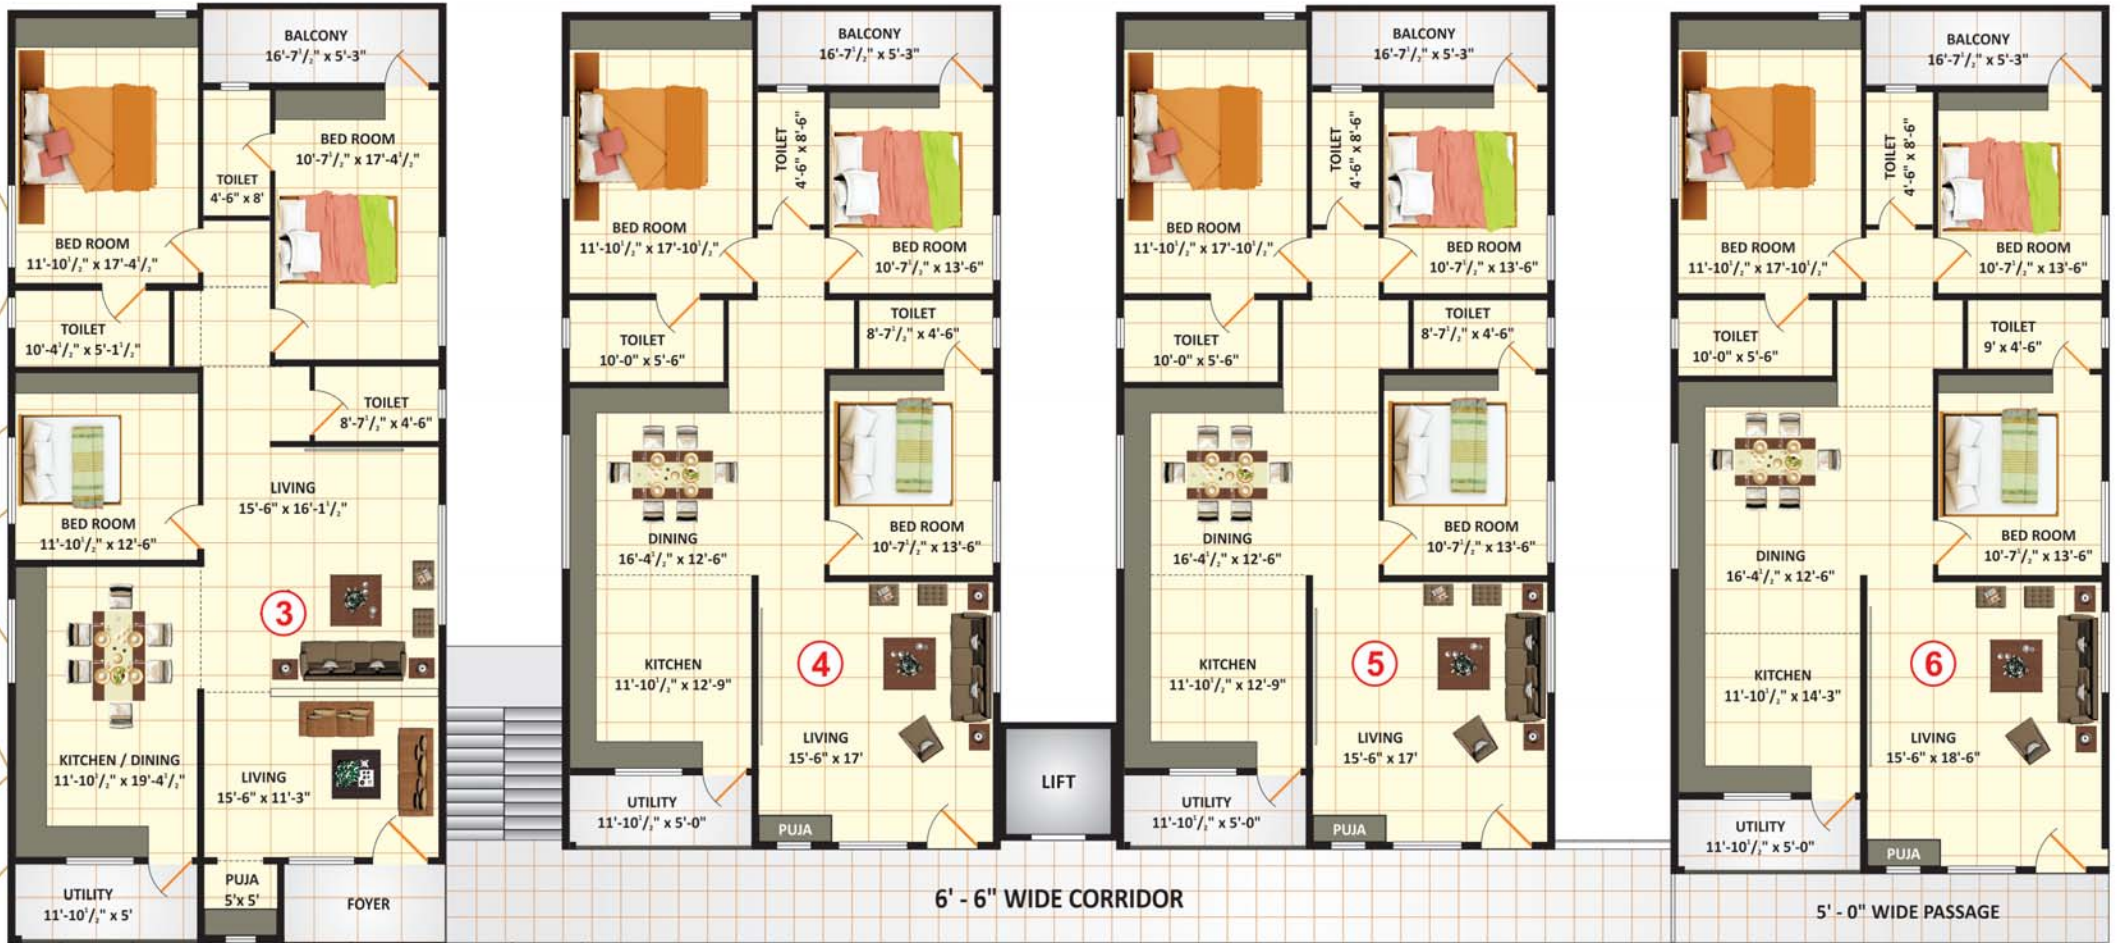 BALCONY
16'-7½" x 5'-3"
BED ROOM
10'-7½" x 17'-4½"
TOILET
4'-6" x 8'
BED ROOM
11'-10½" x 17'-4½"
TOILET
10'-4½" x 5'-1½"
TOILET
8'-7½" x 4'-6"
LIVING
15'-6" x 16'-1½"
BED ROOM
11'-10½" x 12'-6"
3
KITCHEN / DINING
11'-10½" x 19'-4½"
LIVING
15'-6" x 11'-3"
UTILITY
11'-10½" x 5'
PUJA
5'x 5'
FOYER
BALCONY
16'-7½" x 5'-3"
TOILET
4'-6" x 8'-6"
BED ROOM
11'-10½" x 17'-10½"
BED ROOM
10'-7½" x 13'-6"
TOILET
10'-0" x 5'-6"
TOILET
8'-7½" x 4'-6"
DINING
16'-4½" x 12'-6"
BED ROOM
10'-7½" x 13'-6"
KITCHEN
11'-10½" x 12'-9"
4
LIVING
15'-6" x 17'
UTILITY
11'-10½" x 5'-0"
PUJA
LIFT
BALCONY
16'-7½" x 5'-3"
TOILET
4'-6" x 8'-6"
BED ROOM
11'-10½" x 17'-10½"
BED ROOM
10'-7½" x 13'-6"
TOILET
10'-0" x 5'-6"
TOILET
8'-7½" x 4'-6"
DINING
16'-4½" x 12'-6"
BED ROOM
10'-7½" x 13'-6"
KITCHEN
11'-10½" x 12'-9"
5
LIVING
15'-6" x 17'
UTILITY
11'-10½" x 5'-0"
PUJA
BALCONY
16'-7½" x 5'-3"
TOILET
4'-6" x 8'-6"
BED ROOM
11'-10½" x 17'-10½"
BED ROOM
10'-7½" x 13'-6"
TOILET
10'-0" x 5'-6"
TOILET
9' x 4'-6"
DINING
16'-4½" x 12'-6"
BED ROOM
10'-7½" x 13'-6"
KITCHEN
11'-10½" x 14'-3"
6
LIVING
15'-6" x 18'-6"
UTILITY
11'-10½" x 5'-0"
PUJA
6' - 6" WIDE CORRIDOR
5' - 0" WIDE PASSAGE